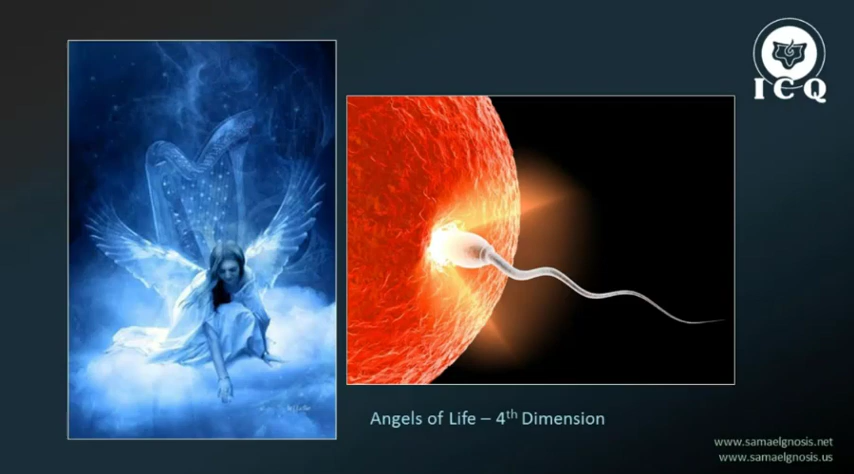 ICQ
Angels of Life – 4th Dimension
www.samaelgnosis.net
www.samaelgnosis.us